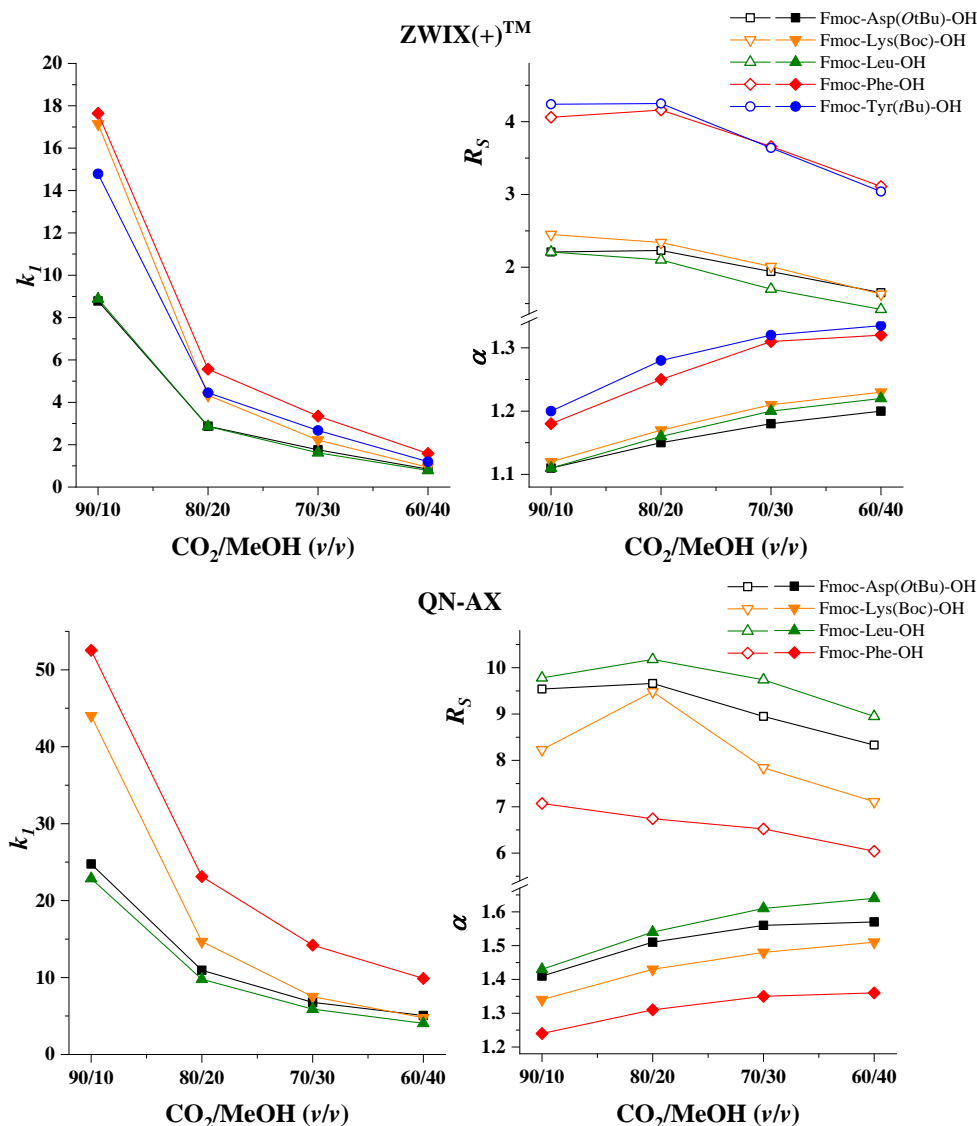 ZWIX(+)™
Fmoc-Asp(OtBu)-OH
Fmoc-Lys(Boc)-OH
Fmoc-Leu-OH
Fmoc-Phe-OH
Fmoc-Tyr(tBu)-OH
20
18
16
14
12
10
8
6
4
2
0
k1
90/10 80/20 70/30 60/40
CO2/MeOH (v/v)
4
3
2
RS
1.3
1.2
1.1
α
90/10 80/20 70/30 60/40
CO2/MeOH (v/v)
QN-AX
Fmoc-Asp(OtBu)-OH
Fmoc-Lys(Boc)-OH
Fmoc-Leu-OH
Fmoc-Phe-OH
50
40
30
20
10
0
k1
90/10 80/20 70/30 60/40
CO2/MeOH (v/v)
10
9
8
7
6
RS
1.6
1.5
1.4
1.3
1.2
α
90/10 80/20 70/30 60/40
CO2/MeOH (v/v)